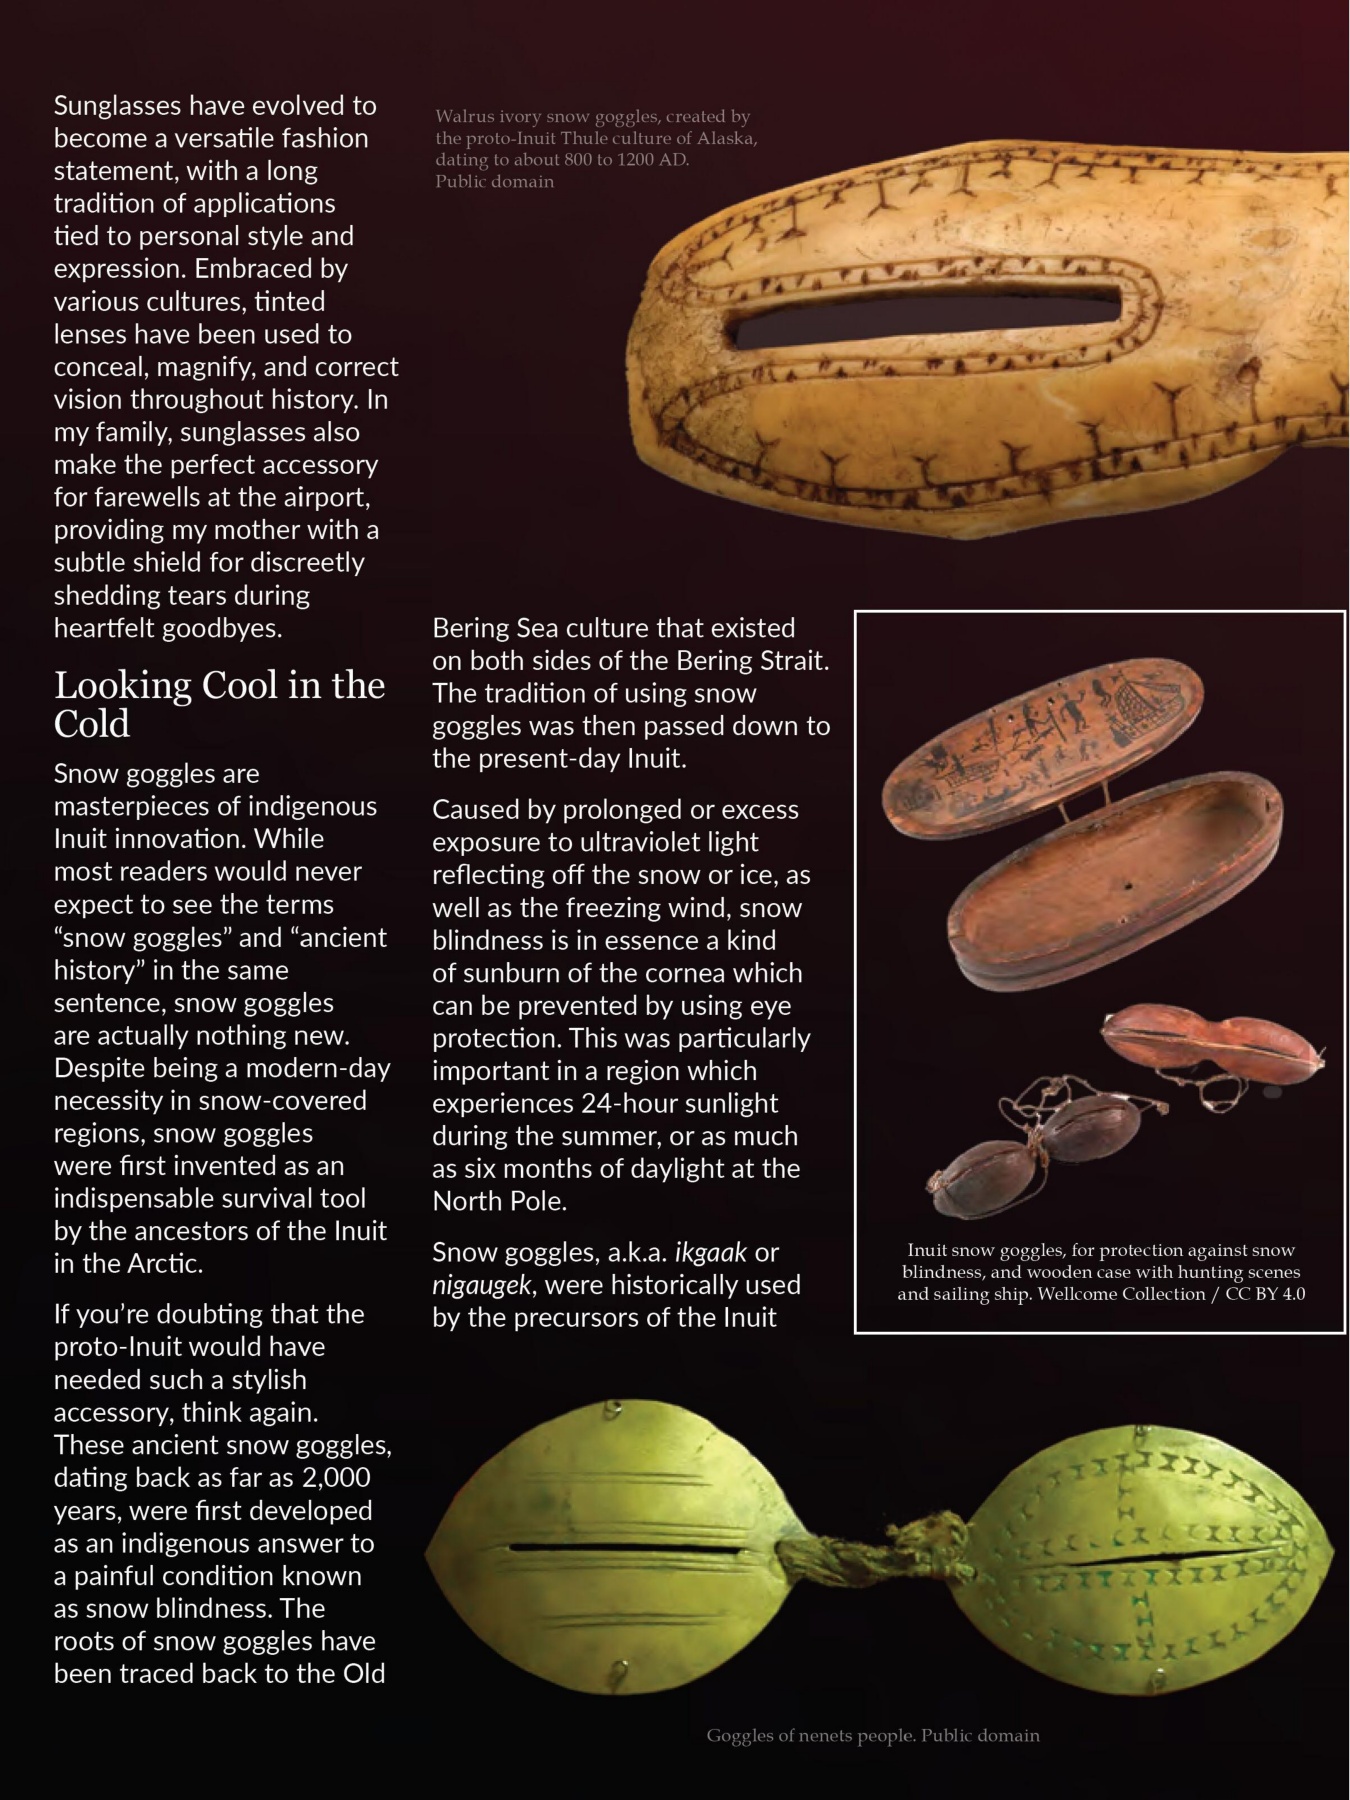 Sunglasses have evolved to
become a versatile fashion
statement, with a long
tradition of applications
tied to personal style and
expression. Embraced by
various cultures, tinted
lenses have been used to
conceal, magnify, and correct
vision throughout history. In
my family, sunglasses also
make the perfect accessory
for farewells at the airport,
providing my mother with a
subtle shield for discreetly
shedding tears during
heartfelt goodbyes.
Looking Cool in the
Cold
Snow goggles are
masterpieces of indigenous
Inuit innovation. While
most readers would never
expect to see the terms
“snow goggles” and “ancient
history” in the same
sentence, snow goggles
are actually nothing new.
Despite being a modern-day
necessity in snow-covered
regions, snow goggles
were first invented as an
indispensable survival tool
by the ancestors of the Inuit
in the Arctic.
If you’re doubting that the
proto-Inuit would have
needed such a stylish
accessory, think again.
These ancient snow goggles,
dating back as far as 2,000
years, were first developed
as an indigenous answer to
a painful condition known
as snow blindness. The
roots of snow goggles have
been traced back to the Old
Walrus ivory snow goggles, created by
the proto-Inuit Thule culture of Alaska,
dating to about 800 to 1200 AD.
Public domain
Bering Sea culture that existed
on both sides of the Bering Strait.
The tradition of using snow
goggles was then passed down to
the present-day Inuit.
Caused by prolonged or excess
exposure to ultraviolet light
reflecting off the snow or ice, as
well as the freezing wind, snow
blindness is in essence a kind
of sunburn of the cornea which
can be prevented by using eye
protection. This was particularly
important in a region which
experiences 24-hour sunlight
during the summer, or as much
as six months of daylight at the
North Pole.
Snow goggles, a.k.a. ikgaak or
nigaugek, were historically used
by the precursors of the Inuit
Inuit snow goggles, for protection against snow
blindness, and wooden case with hunting scenes
and sailing ship. Wellcome Collection / CC BY 4.0
Goggles of nenets people. Public domain